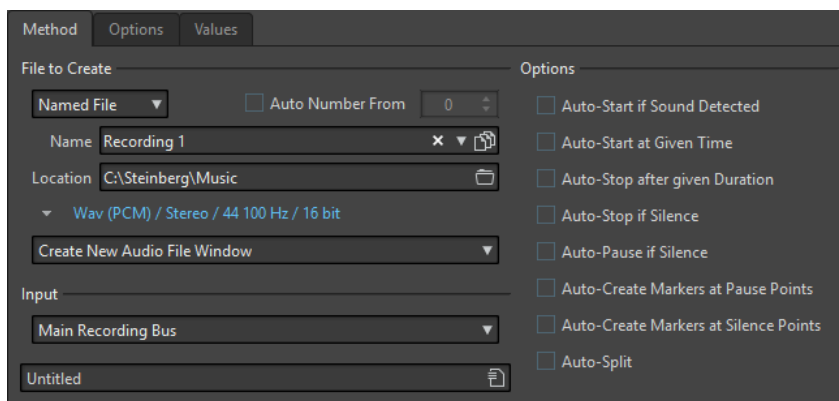 Method Options Values
File to Create
Named File Auto Number From 0
Name Recording 1
Location C:\Steinberg\Music
Wav (PCM) / Stereo / 44 100 Hz / 16 bit
Create New Audio File Window
Input
Main Recording Bus
Untitled
Options
Auto-Start if Sound Detected
Auto-Start at Given Time
Auto-Stop after given Duration
Auto-Stop if Silence
Auto-Pause if Silence
Auto-Create Markers at Pause Points
Auto-Create Markers at Silence Points
Auto-Split